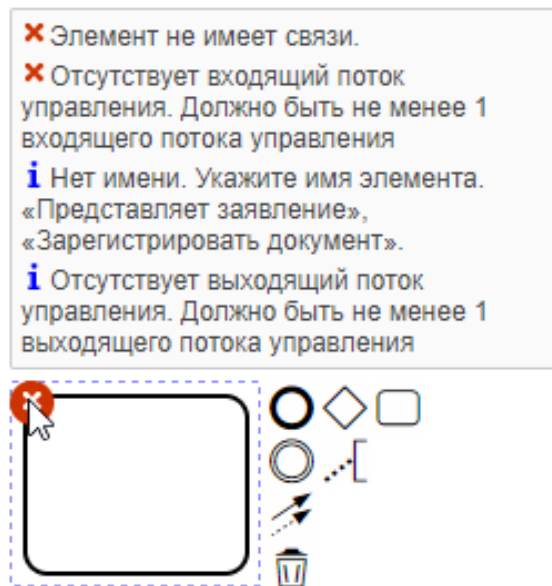 Элемент не имеет связи.
Отсутствует входящий поток
управления. Должно быть не менее 1
входящего потока управления
Нет имени. Укажите имя элемента.
«Представляет заявление»,
«Зарегистрировать документ».
Отсутствует выходящий поток
управления. Должно быть не менее 1
выходящего потока управления